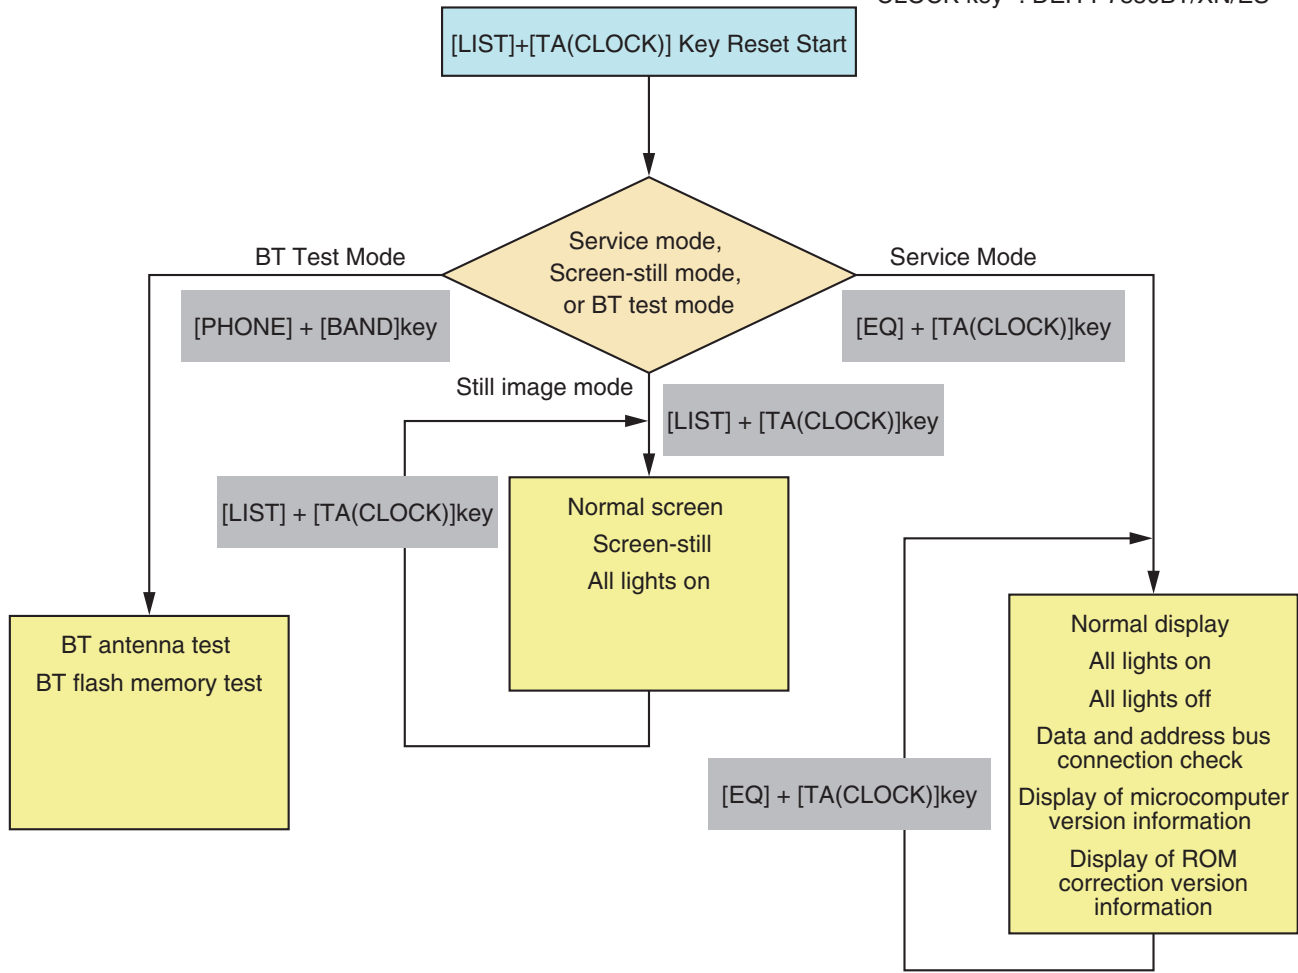 [LIST]+[TA(CLOCK)] Key Reset Start
Service mode,
Screen-still mode,
or BT test mode
BT Test Mode
Service Mode
[PHONE] + [BAND]key
[EQ] + [TA(CLOCK)]key
Still image mode
[LIST] + [TA(CLOCK)]key
[LIST] + [TA(CLOCK)]key
Normal screen
Screen-still
All lights on
BT antenna test
BT flash memory test
Normal display
All lights on
All lights off
Data and address bus
connection check
[EQ] + [TA(CLOCK)]key
Display of microcomputer
version information
Display of ROM
correction version
information